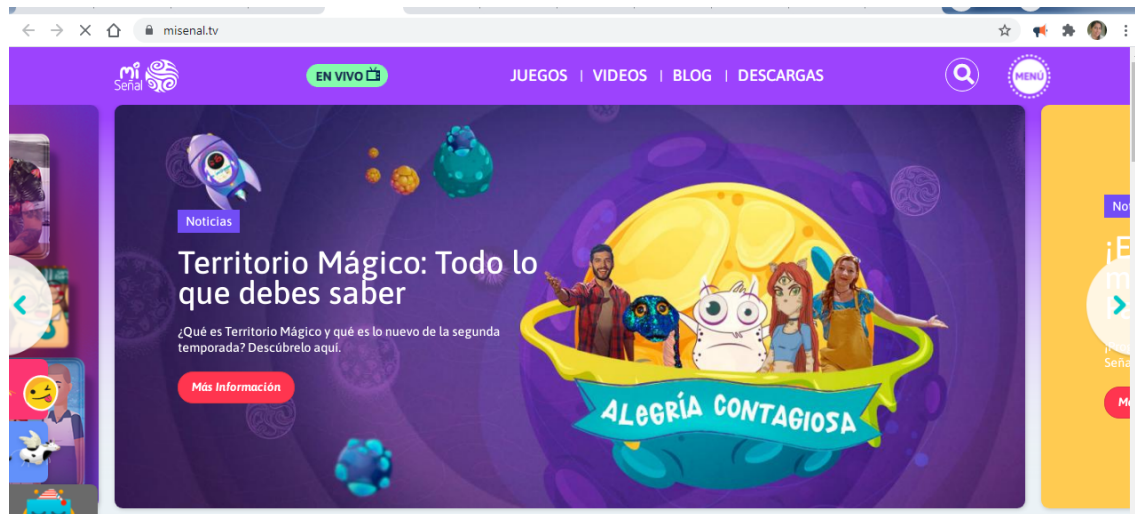 misenal.tv
mi
Señal
EN VIVO
JUEGOS | VIDEOS | BLOG | DESCARGAS
MENÚ
Noticias
Territorio Mágico: Todo lo
que debes saber
¿Qué es Territorio Mágico y qué es lo nuevo de la segunda
temporada? Descúbrelo aquí.
Más Información
ALEGRÍA CONTAGIOSA